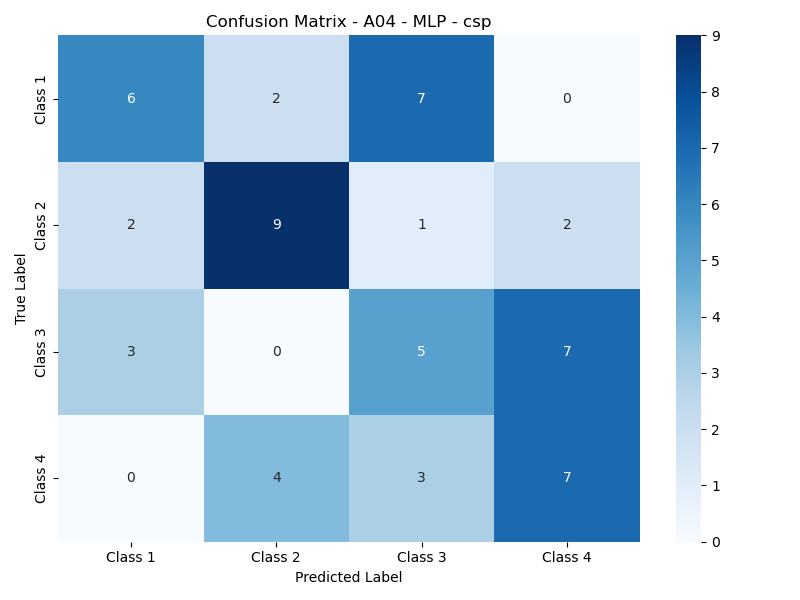 Confusion Matrix - A04 - MLP - csp
True Label
Class 1
6 2 7 0
Class 2
2 9 1 2
Class 3
3 0 5 7
Class 4
0 4 3 7
Class 1 Class 2 Class 3 Class 4
Predicted Label
9
8
7
6
5
4
3
2
1
0